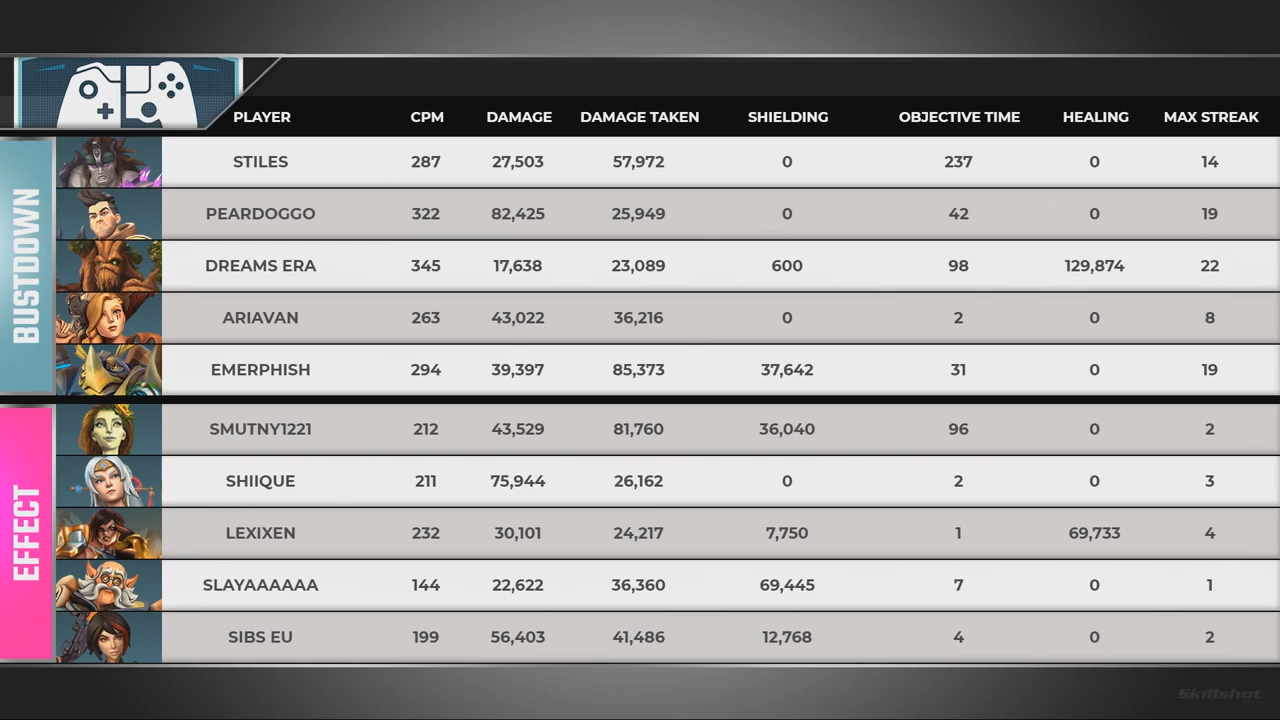 PLAYER CPM DAMAGE DAMAGE TAKEN SHIELDING OBJECTIVE TIME HEALING MAX STREAK
BUSTDOWN
STILES 287 27,503 57,972 0 237 0 14
PEARDOGGO 322 82,425 25,949 0 42 0 19
DREAMS ERA 345 17,638 23,089 600 98 129,874 22
ARIAVAN 263 43,022 36,216 0 2 0 8
EMERPHISH 294 39,397 85,373 37,642 31 0 19
EFFECT
SMUTNY1221 212 43,529 81,760 36,040 96 0 2
SHIIQUE 211 75,944 26,162 0 2 0 3
LEXIXEN 232 30,101 24,217 7,750 1 69,733 4
SLAYAAAAAA 144 22,622 36,360 69,445 7 0 1
SIBS EU 199 56,403 41,486 12,768 4 0 2
Skillshot